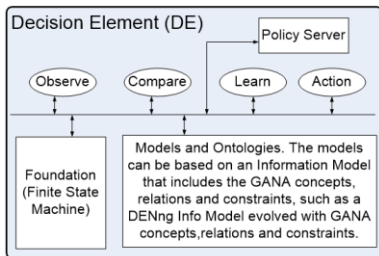 Decision Element (DE)
Policy Server
Observe
Compare
Learn
Action
Foundation
(Finite State
Machine)
Models and Ontologies. The models
can be based on an Information Model
that includes the GANA concepts,
relations and constraints, such as a
DENng Info Model evolved with GANA
concepts,relations and constraints.